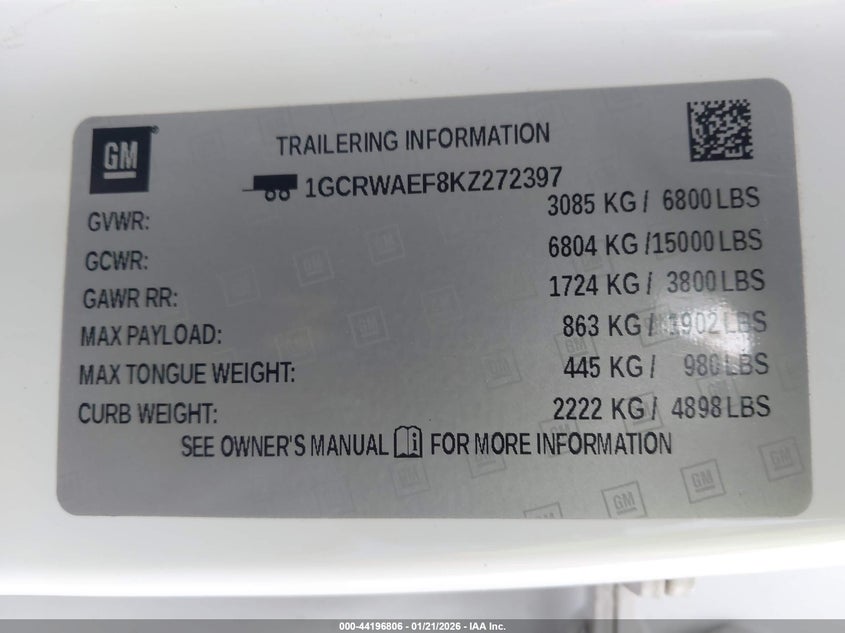 GM
TRAILERING INFORMATION
1GCRWAEF8KZ272397
GVWR: 3085 KG / 6800 LBS
GCWR: 6804 KG /15000 LBS
GAWR RR: 1724 KG / 3800 LBS
MAX PAYLOAD: 863 KG / 1902 LBS
MAX TONGUE WEIGHT: 445 KG / 980 LBS
CURB WEIGHT: 2222 KG / 4898 LBS
SEE OWNER'S MANUAL FOR MORE INFORMATION
000-44196806 - 01/21/2026 - IAA Inc.